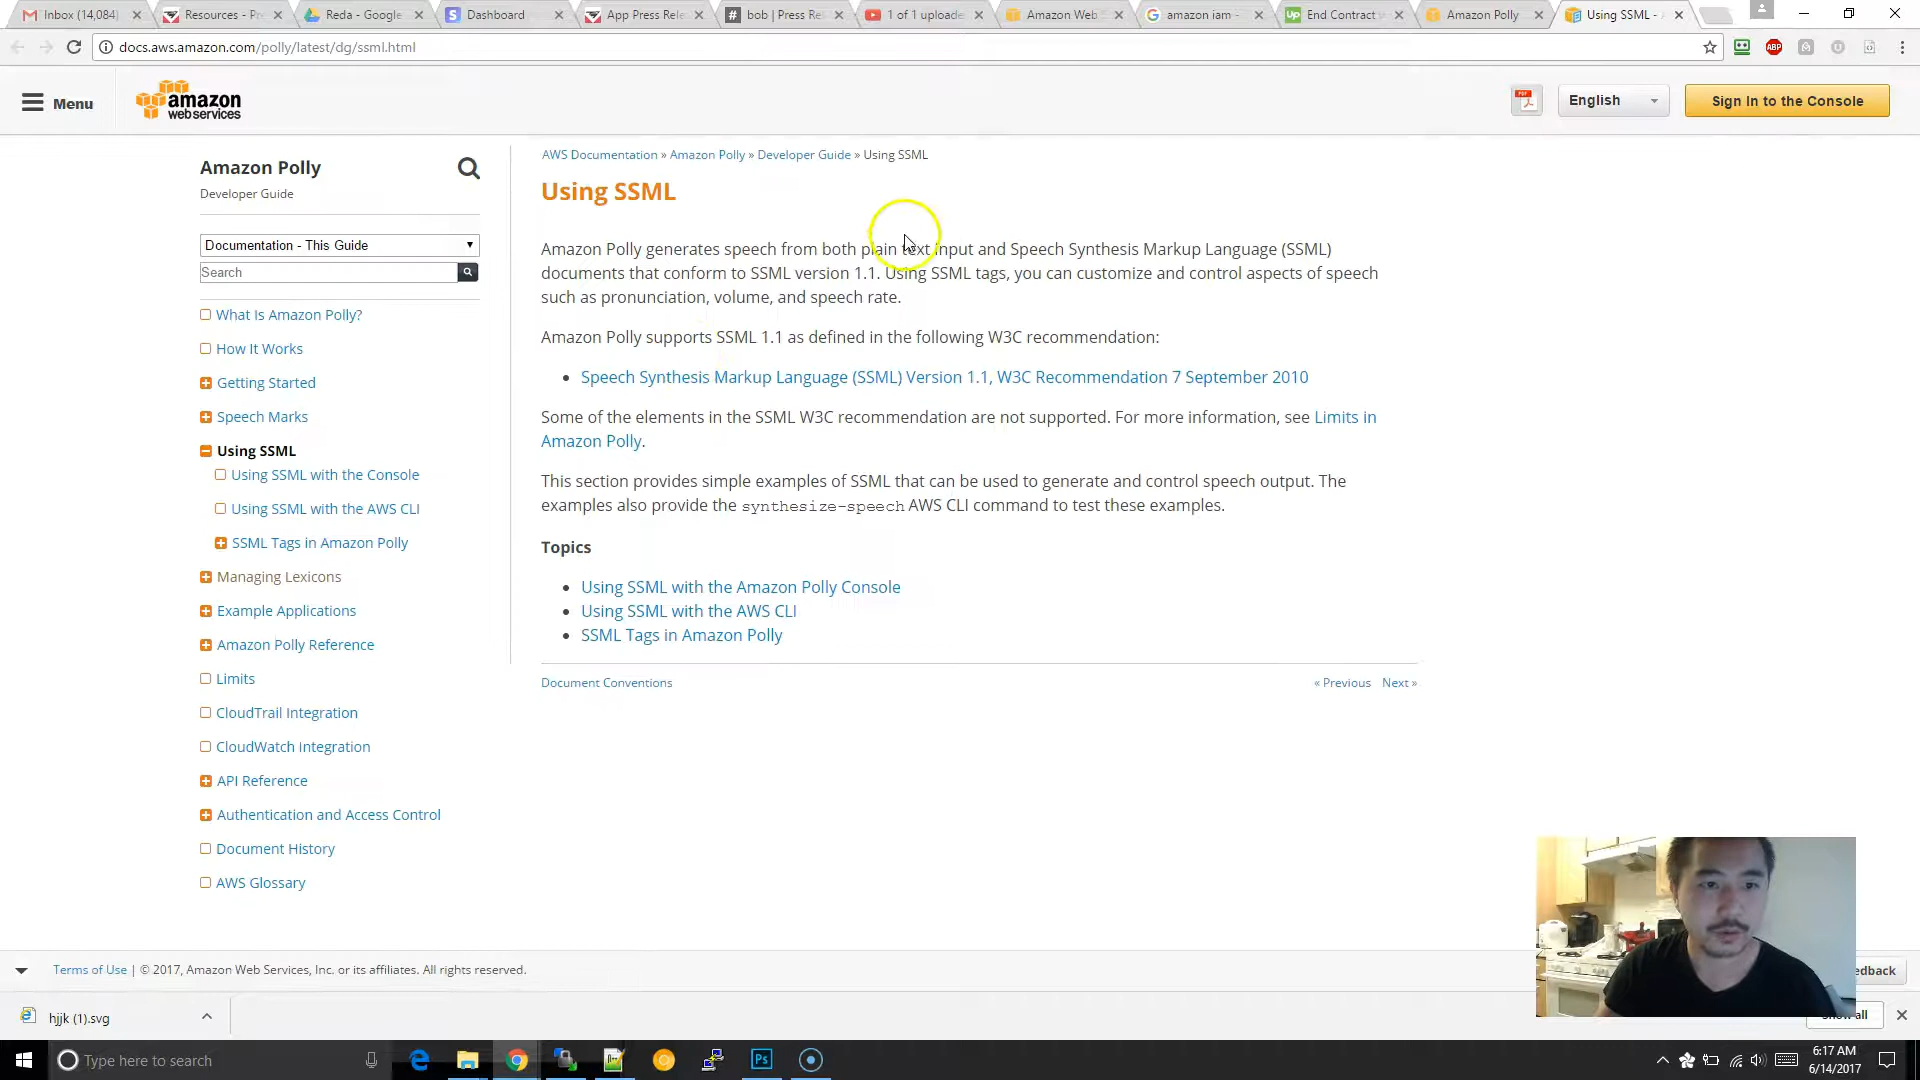 Inbox (14,084)
Resources - Pr
Reda - Google
Dashboard
App Press Rele
bob | Press Re
1 of 1 uploade
Amazon Web S
amazon iam -
End Contract w
Amazon Polly
Using SSML -
docs.aws.amazon.com/polly/latest/dg/ssml.html
ABP
Menu
amazon
web services
PDF
English
Sign In to the Console
Amazon Polly
Developer Guide
Documentation - This Guide
Search
What Is Amazon Polly?
How It Works
Getting Started
Speech Marks
Using SSML
Using SSML with the Console
Using SSML with the AWS CLI
SSML Tags in Amazon Polly
Managing Lexicons
Example Applications
Amazon Polly Reference
Limits
CloudTrail Integration
CloudWatch Integration
API Reference
Authentication and Access Control
Document History
AWS Glossary
AWS Documentation » Amazon Polly » Developer Guide » Using SSML
Using SSML
Amazon Polly generates speech from both plain text input and Speech Synthesis Markup Language (SSML)
documents that conform to SSML version 1.1. Using SSML tags, you can customize and control aspects of speech
such as pronunciation, volume, and speech rate.
Amazon Polly supports SSML 1.1 as defined in the following W3C recommendation:
Speech Synthesis Markup Language (SSML) Version 1.1, W3C Recommendation 7 September 2010
Some of the elements in the SSML W3C recommendation are not supported. For more information, see Limits in
Amazon Polly.
This section provides simple examples of SSML that can be used to generate and control speech output. The
examples also provide the synthesize-speech AWS CLI command to test these examples.
Topics
Using SSML with the Amazon Polly Console
Using SSML with the AWS CLI
SSML Tags in Amazon Polly
Document Conventions
« Previous Next »
Terms of Use | © 2017, Amazon Web Services, Inc. or its affiliates. All rights reserved.
edback
hjjk (1).svg
Show all
Type here to search
Ps
6:17 AM
6/14/2017